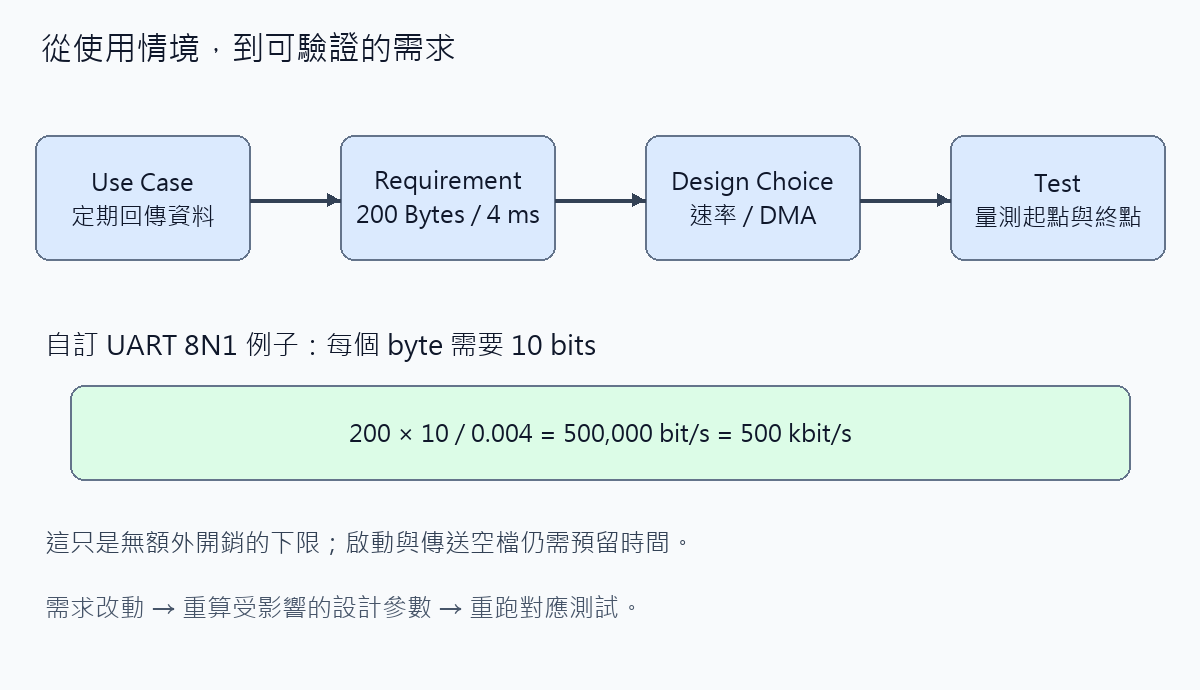 從使用情境，到可驗證的需求
Use Case
定期回傳資料
Requirement
200 Bytes / 4 ms
Design Choice
速率 / DMA
Test
量測起點與終點
自訂 UART 8N1 例子：每個 byte 需要 10 bits
200 × 10 / 0.004 = 500,000 bit/s = 500 kbit/s
這只是無額外開銷的下限；啟動與傳送空檔仍需預留時間。
需求改動 → 重算受影響的設計參數 → 重跑對應測試。